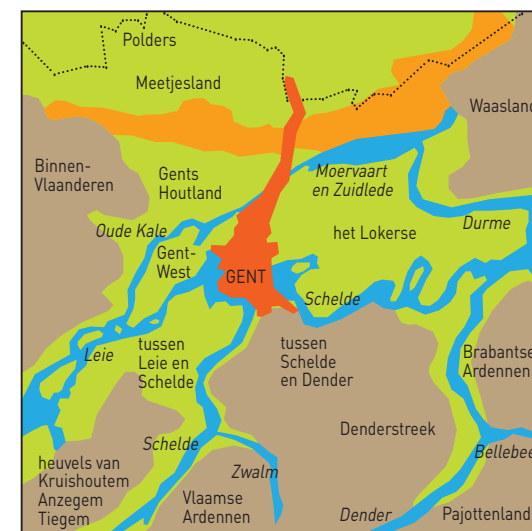 Polders
Meetjesland
Waasland
Binnen-
Vlaanderen
Gents
Houtland
Moervaart
en Zuidlede
Oude Kale
Durme
het Lokerse
Gent-
West
GENT
Schelde
Leie
tussen
Leie en
Schelde
tussen
Schelde
en Dender
Brabantse
Ardennen
Denderstreek
Schelde
Zwalm
Bellebee
heuvels van
Kruishoutem
Anzegem
Tiegem
Vlaamse
Ardennen
Dender
Pajottenland